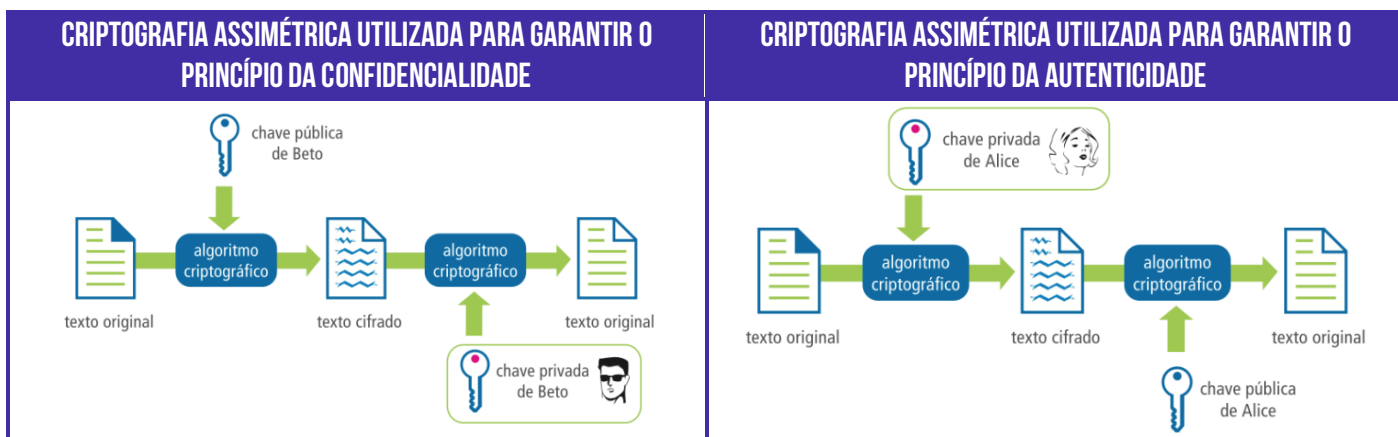 CRIPTOGRAFIA ASSIMÉTRICA UTILIZADA PARA GARANTIR O
PRINCÍPIO DA CONFIDENCIALIDADE
chave pública
de Beto
algoritmo
criptográfico
algoritmo
criptográfico
texto original
texto cifrado
texto original
chave privada
de Beto
CRIPTOGRAFIA ASSIMÉTRICA UTILIZADA PARA GARANTIR O
PRINCÍPIO DA AUTENTICIDADE
chave privada
de Alice
algoritmo
criptográfico
algoritmo
criptográfico
texto original
texto cifrado
texto original
chave pública
de Alice